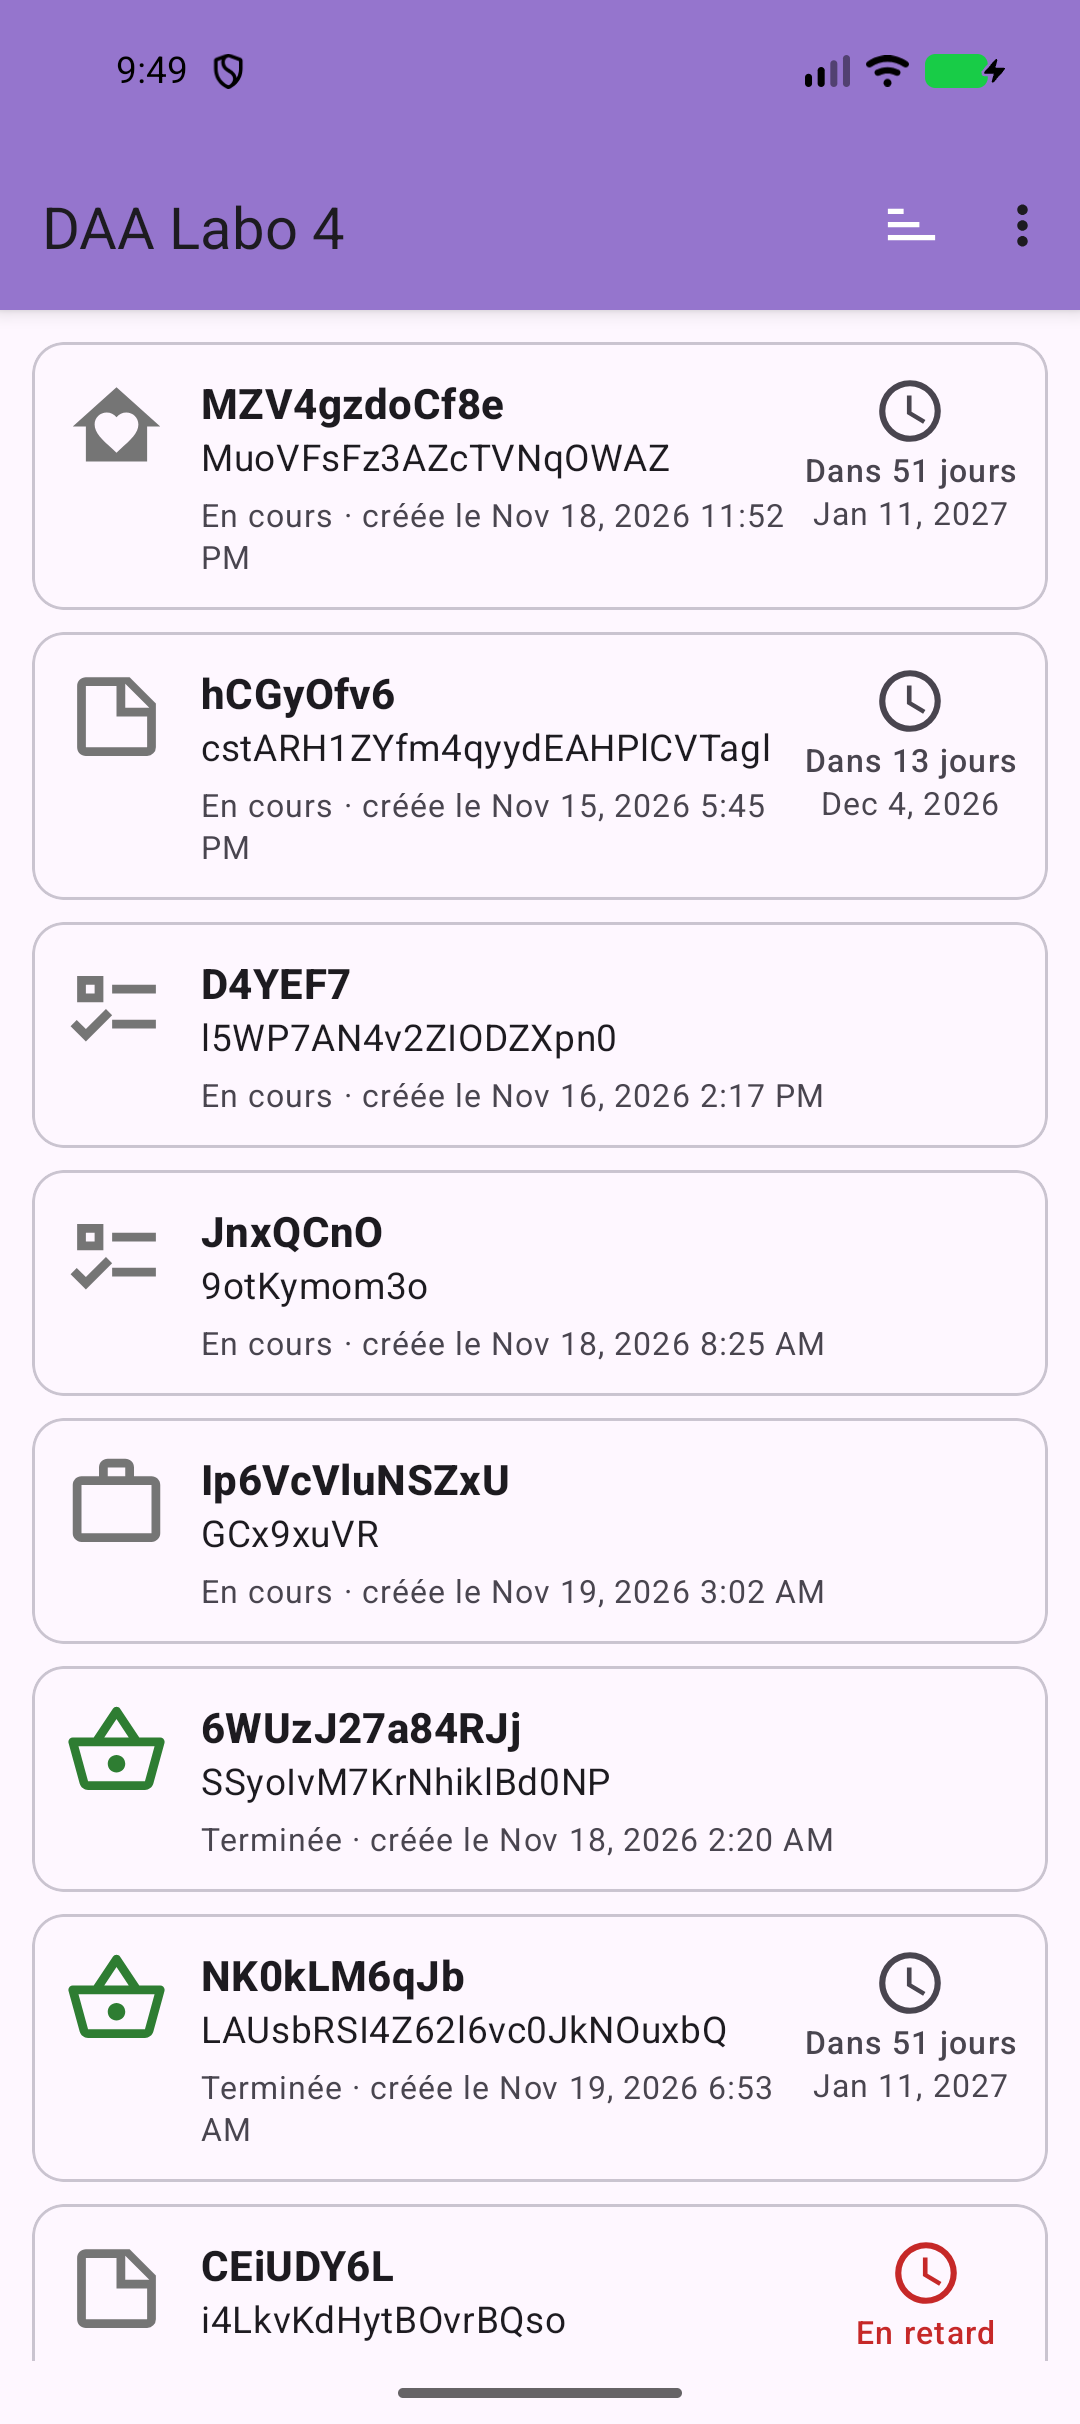 9:49
DAA Labo 4
MZV4gzdoCf8e
MuoVFsFz3AZcTVNqOWAZ
En cours · créée le Nov 18, 2026 11:52
PM
Dans 51 jours
Jan 11, 2027
hCGyOfv6
cstARH1ZYfm4qyydEAHPlCVTagl
En cours · créée le Nov 15, 2026 5:45
PM
Dans 13 jours
Dec 4, 2026
D4YEF7
l5WP7AN4v2ZIODZXpn0
En cours · créée le Nov 16, 2026 2:17 PM
JnxQCnO
9otKymom3o
En cours · créée le Nov 18, 2026 8:25 AM
Ip6VcVluNSZxU
GCx9xuVR
En cours · créée le Nov 19, 2026 3:02 AM
6WUzJ27a84RJj
SSyoIvM7KrNhiklBd0NP
Terminée · créée le Nov 18, 2026 2:20 AM
NK0kLM6qJb
LAUsbRSI4Z62l6vc0JkNOuxbQ
Terminée · créée le Nov 19, 2026 6:53
AM
Dans 51 jours
Jan 11, 2027
CEiUDY6L
i4LkvKdHytBOvrBQso
En retard